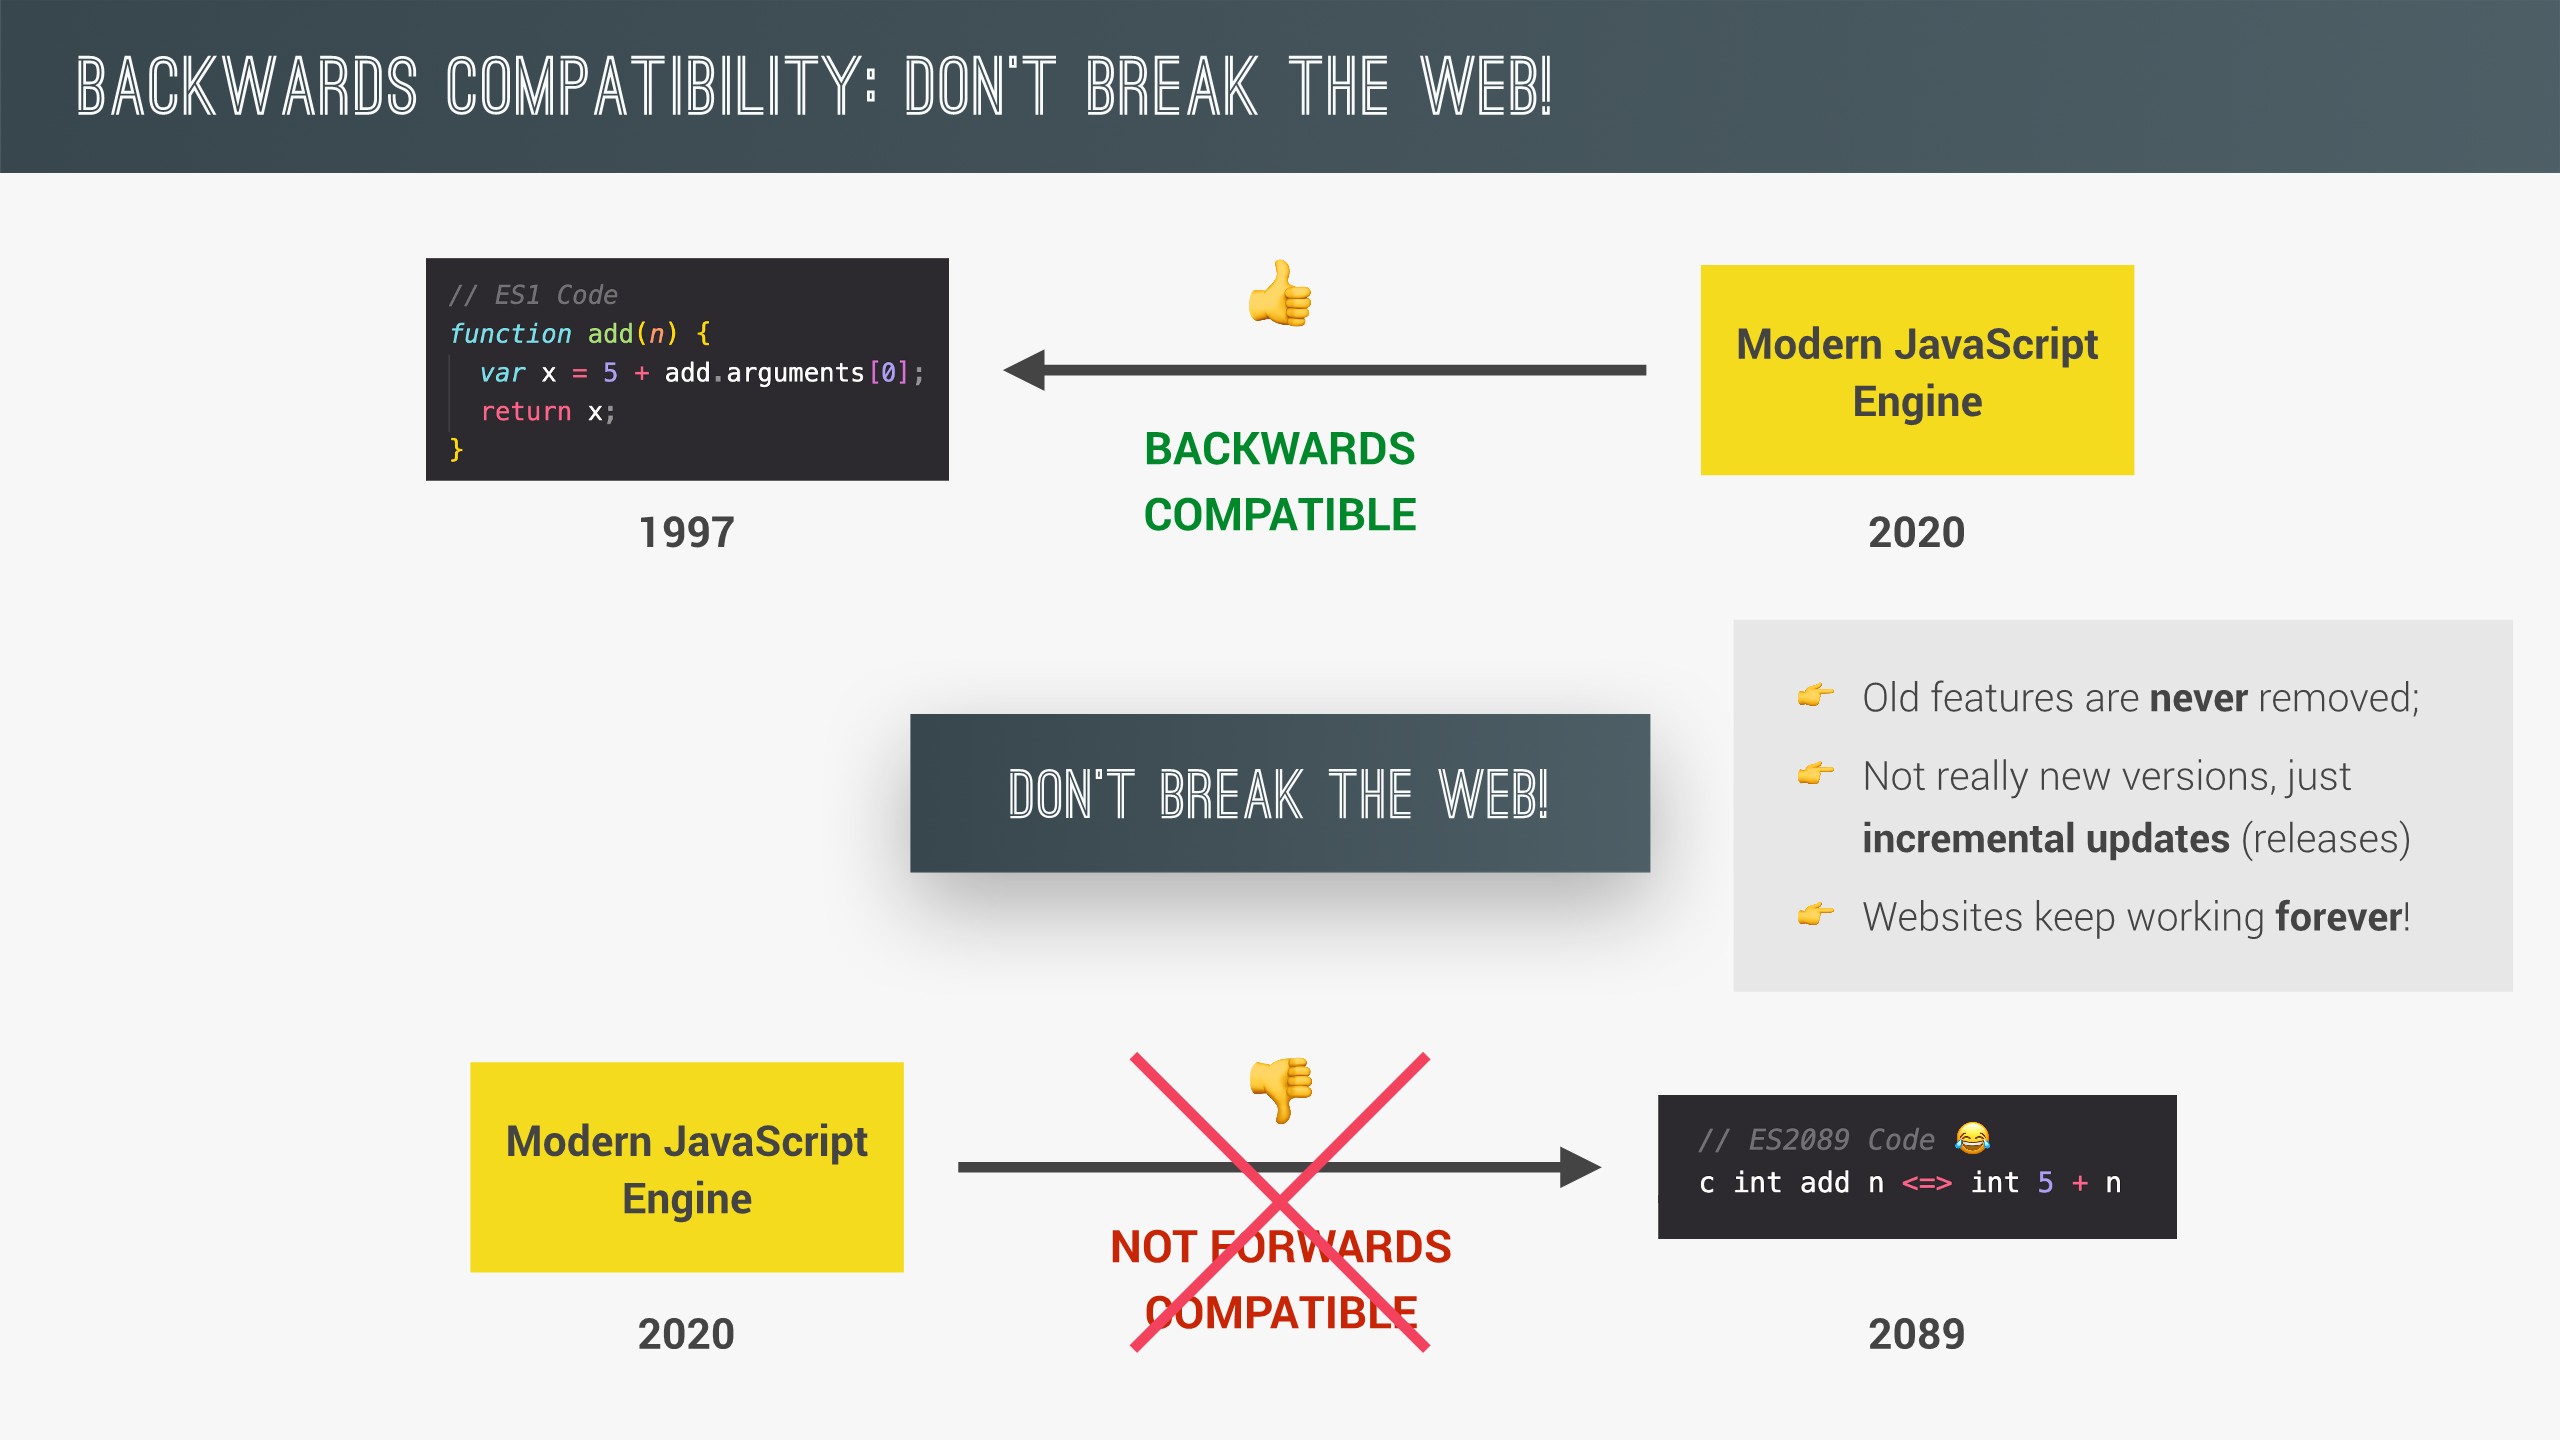 BACKWARDS COMPATIBILITY: DON'T BREAK THE WEB!
// ES1 Code
function add(n) {
  var x = 5 + add.arguments[0];
  return x;
}
1997
BACKWARDS
COMPATIBLE
Modern JavaScript
Engine
2020
DON'T BREAK THE WEB!
Old features are never removed;
Not really new versions, just
incremental updates (releases)
Websites keep working forever!
Modern JavaScript
Engine
2020
NOT FORWARDS
COMPATIBLE
// ES2089 Code 😂
c int add n <=> int 5 + n
2089